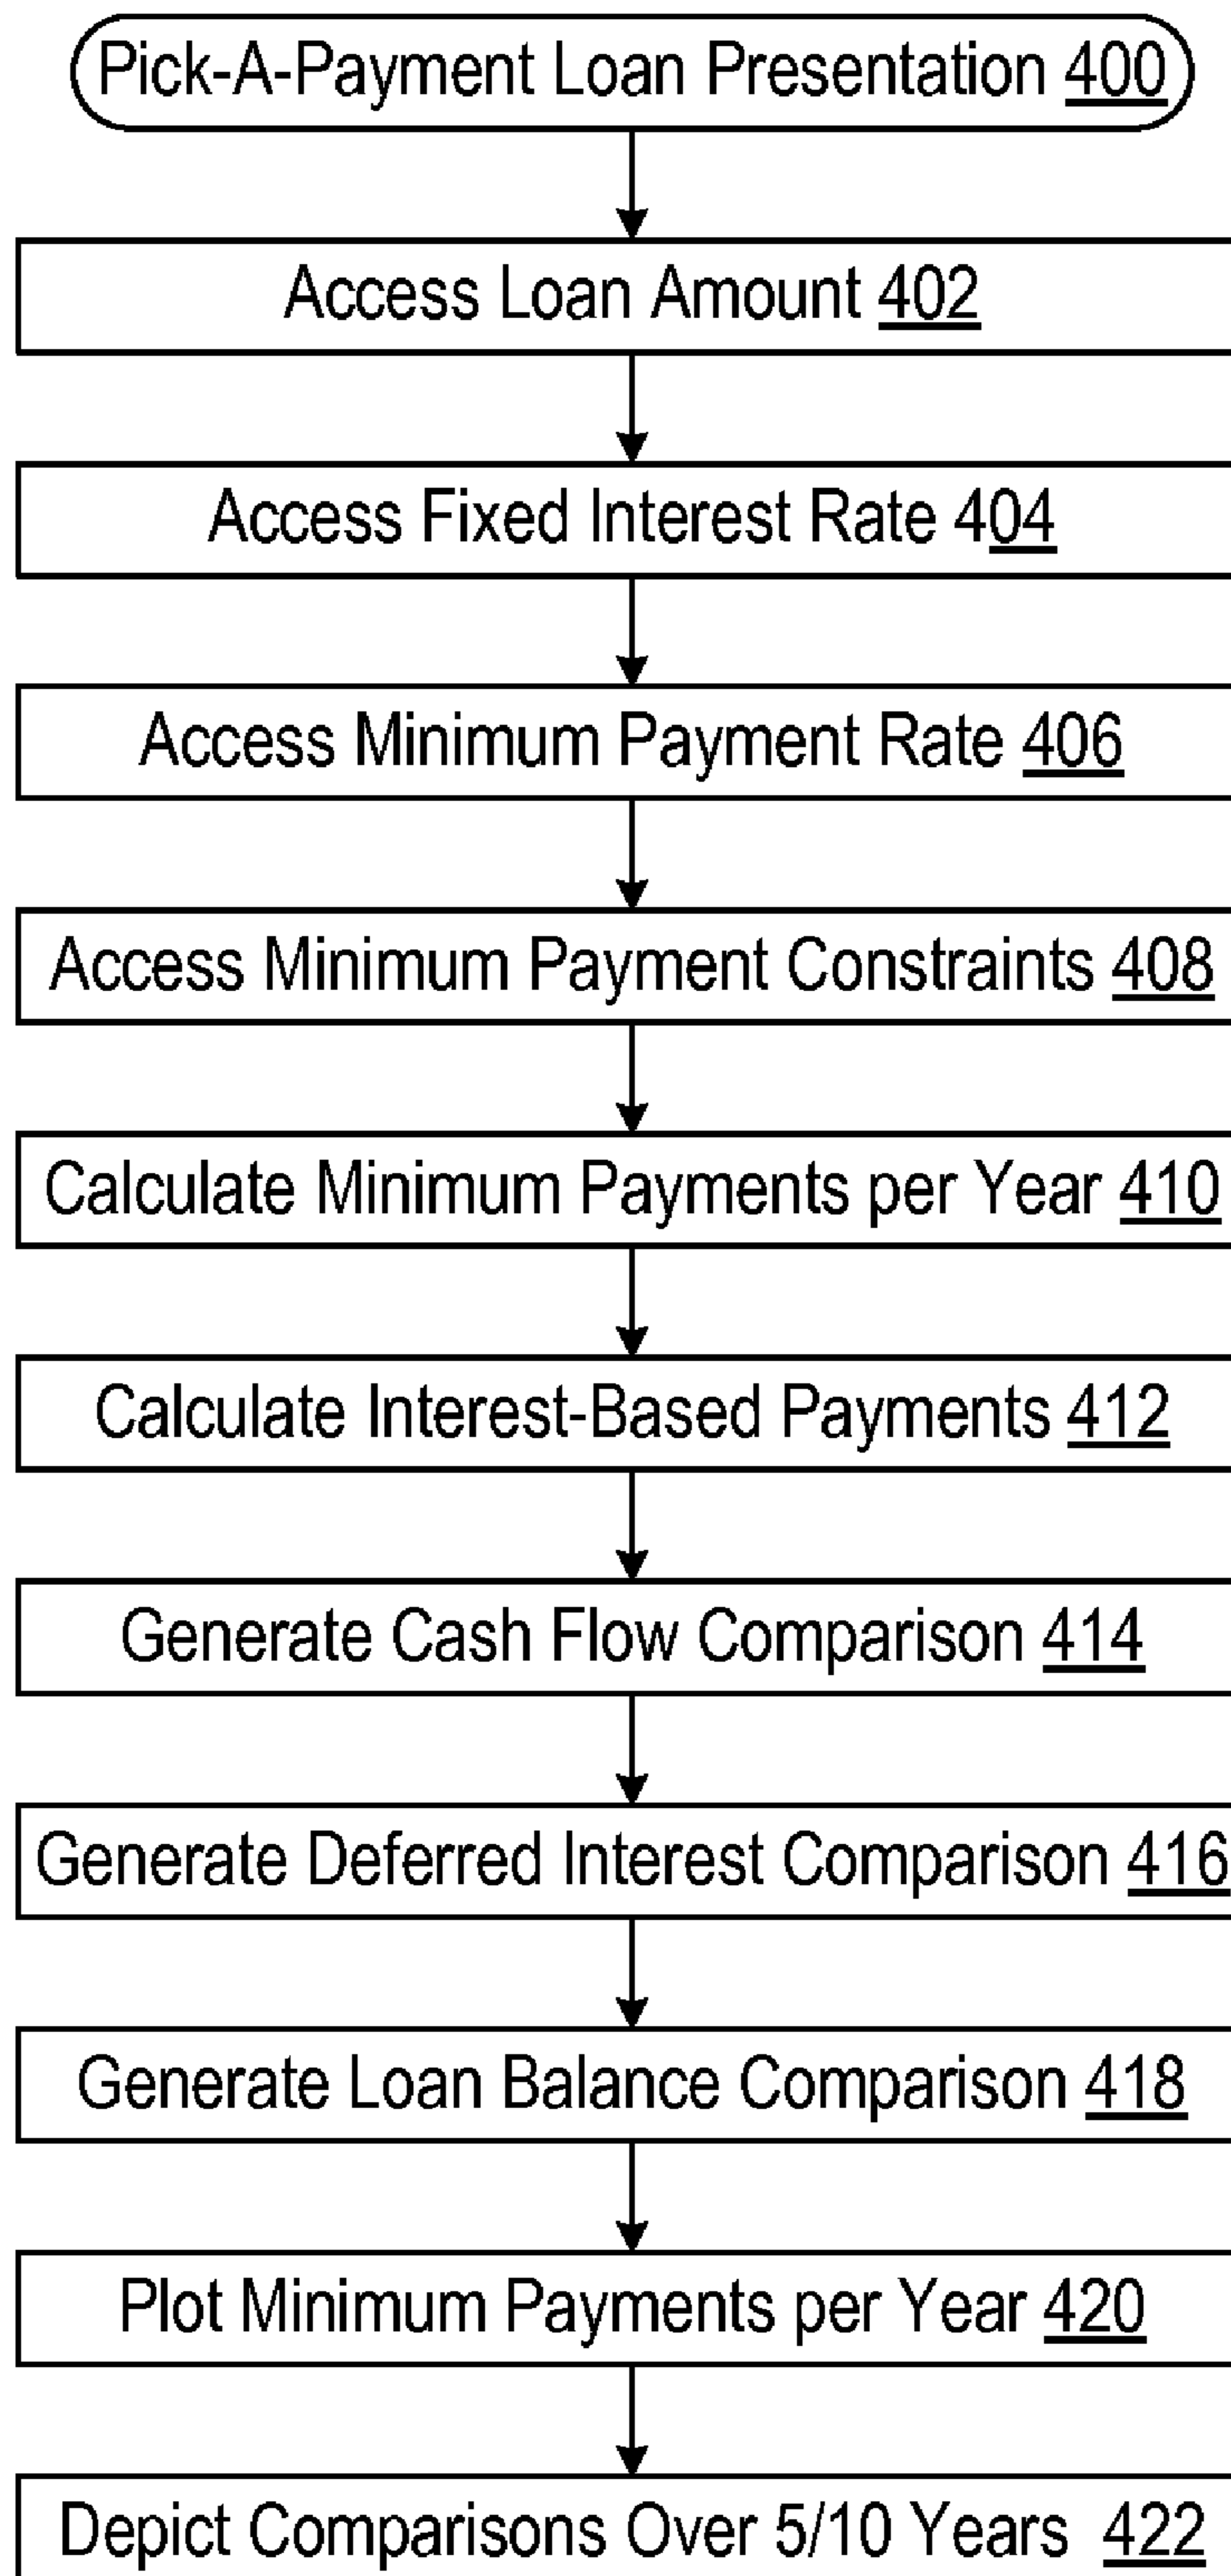 Pick-A-Payment Loan Presentation 400
Access Loan Amount 402
Access Fixed Interest Rate 404
Access Minimum Payment Rate 406
Access Minimum Payment Constraints 408
Calculate Minimum Payments per Year 410
Calculate Interest-Based Payments 412
Generate Cash Flow Comparison 414
Generate Deferred Interest Comparison 416
Generate Loan Balance Comparison 418
Plot Minimum Payments per Year 420
Depict Comparisons Over 5/10 Years 422